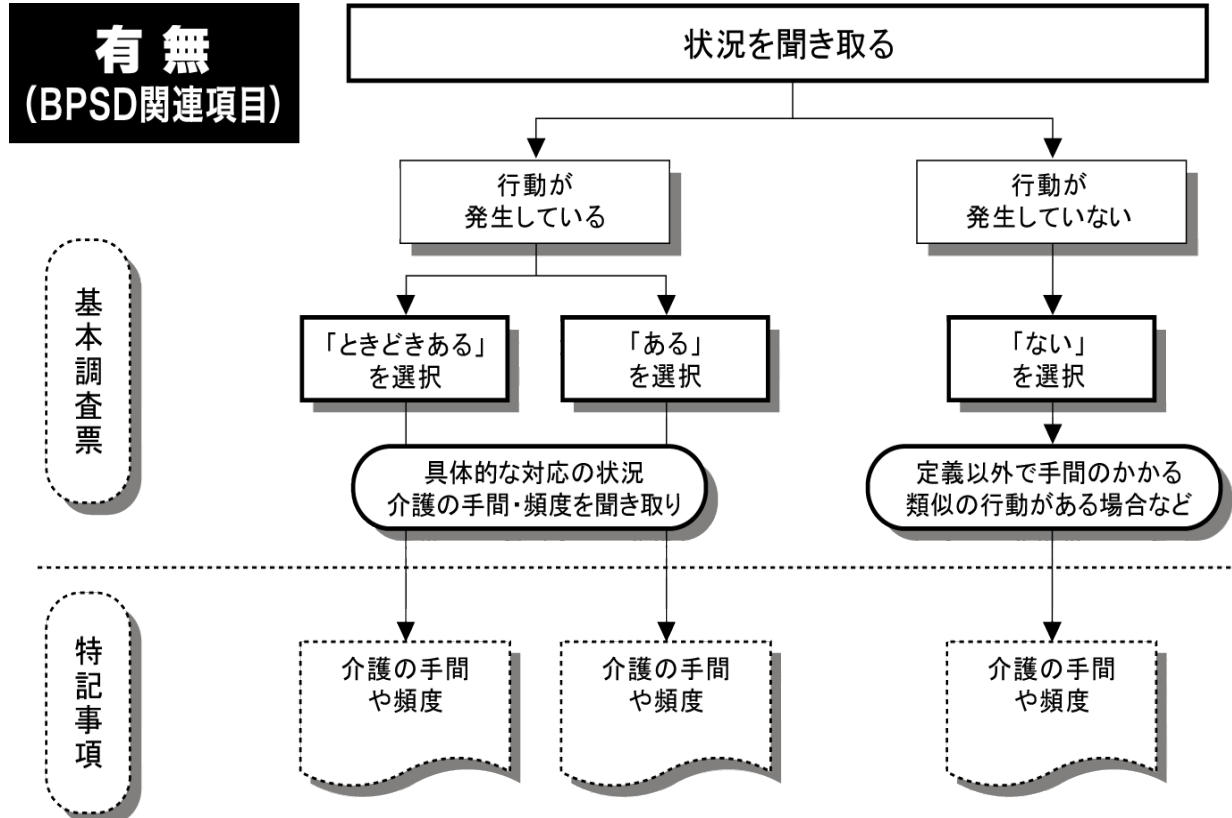 有無
（BPSD関連項目）
状況を聞き取る
行動が
発生している
行動が
発生していない
基本調査票
「ときどきある」
を選択
「ある」
を選択
「ない」
を選択
具体的な対応の状況
介護の手間・頻度を聞き取り
定義以外で手間のかかる
類似の行動がある場合など
特記事項
介護の手間
や頻度
介護の手間
や頻度
介護の手間
や頻度